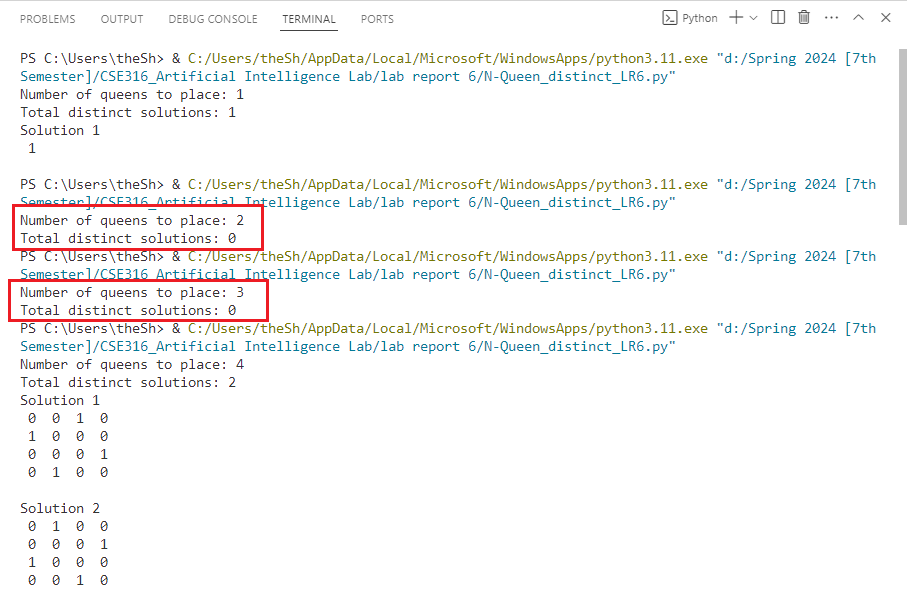 PROBLEMS OUTPUT DEBUG CONSOLE TERMINAL PORTS Python
PS C:\Users\theSh> & C:/Users/theSh/AppData/Local/Microsoft/WindowsApps/python3.11.exe "d:/Spring 2024 [7th
Semester]/CSE316_Artificial Intelligence Lab/lab report 6/N-Queen_distinct_LR6.py"
Number of queens to place: 1
Total distinct solutions: 1
Solution 1
1
PS C:\Users\theSh> & C:/Users/theSh/AppData/Local/Microsoft/WindowsApps/python3.11.exe "d:/Spring 2024 [7th
Semester]/CSE316_Artificial Intelligence Lab/lab report 6/N-Queen_distinct_LR6.py"
Number of queens to place: 2
Total distinct solutions: 0
PS C:\Users\theSh> & C:/Users/theSh/AppData/Local/Microsoft/WindowsApps/python3.11.exe "d:/Spring 2024 [7th
Semester]/CSE316_Artificial Intelligence Lab/lab report 6/N-Queen_distinct_LR6.py"
Number of queens to place: 3
Total distinct solutions: 0
PS C:\Users\theSh> & C:/Users/theSh/AppData/Local/Microsoft/WindowsApps/python3.11.exe "d:/Spring 2024 [7th
Semester]/CSE316_Artificial Intelligence Lab/lab report 6/N-Queen_distinct_LR6.py"
Number of queens to place: 4
Total distinct solutions: 2
Solution 1
0 0 1 0
1 0 0 0
0 0 0 1
0 1 0 0
Solution 2
0 1 0 0
0 0 0 1
1 0 0 0
0 0 1 0